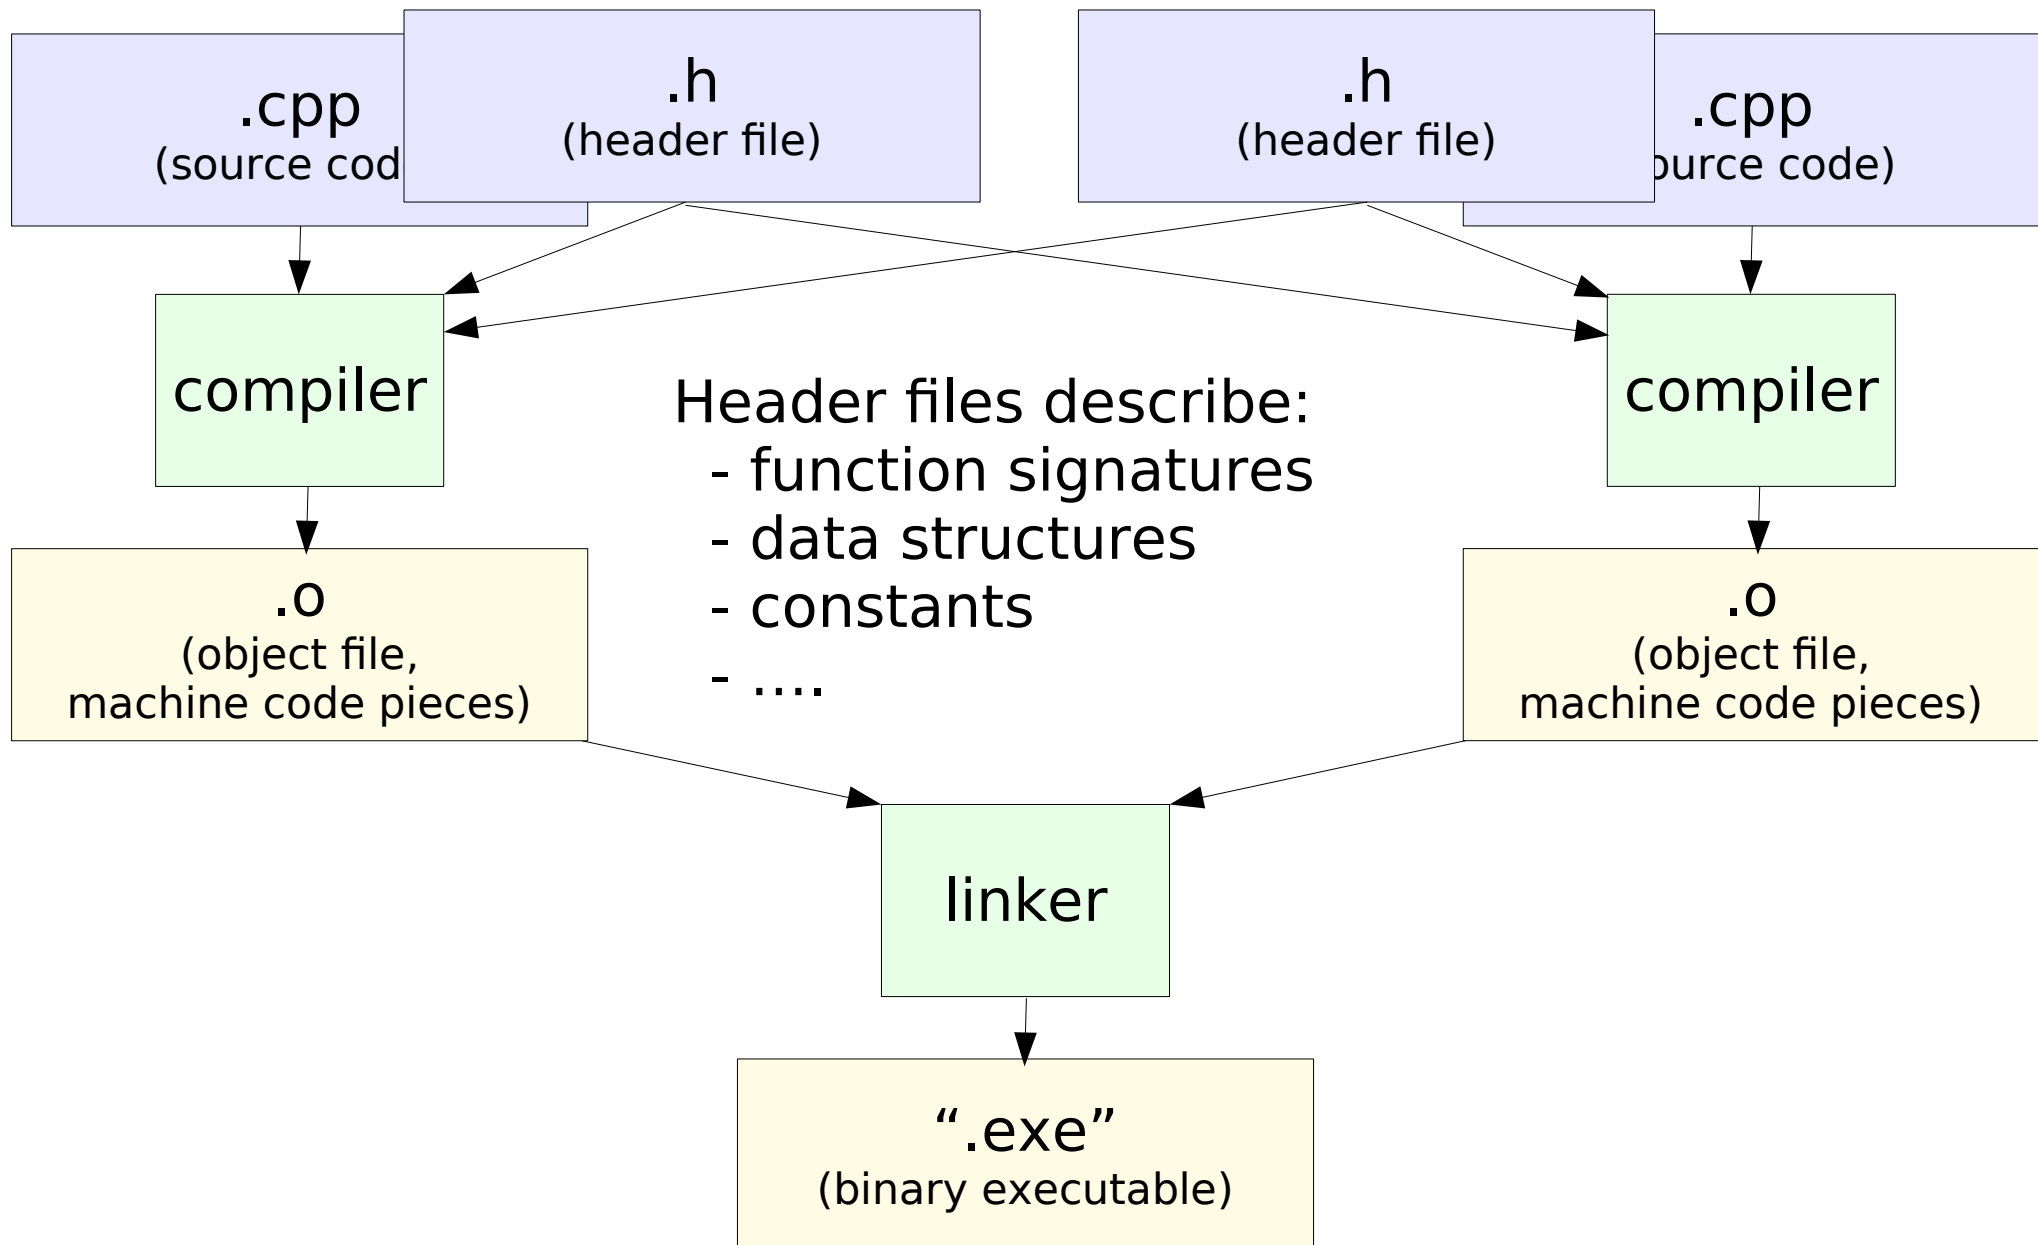 .cpp
(source cod
.h
(header file)
.h
(header file)
.cpp
ource code)
compiler
Header files describe:
- function signatures
- data structures
- constants
- ....
compiler
.o
(object file,
machine code pieces)
.o
(object file,
machine code pieces)
linker
“.exe”
(binary executable)